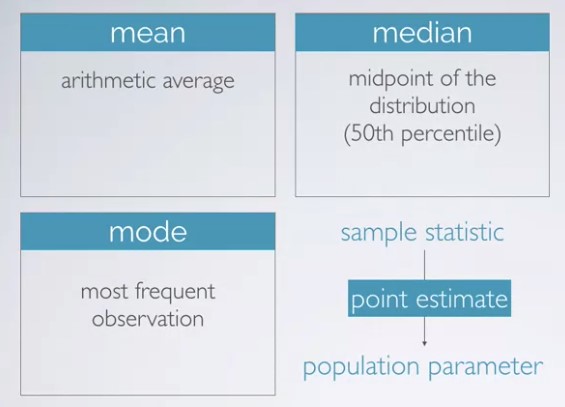 mean
arithmetic average
median
midpoint of the
distribution
(50th percentile)
mode
most frequent
observation
sample statistic
point estimate
population parameter